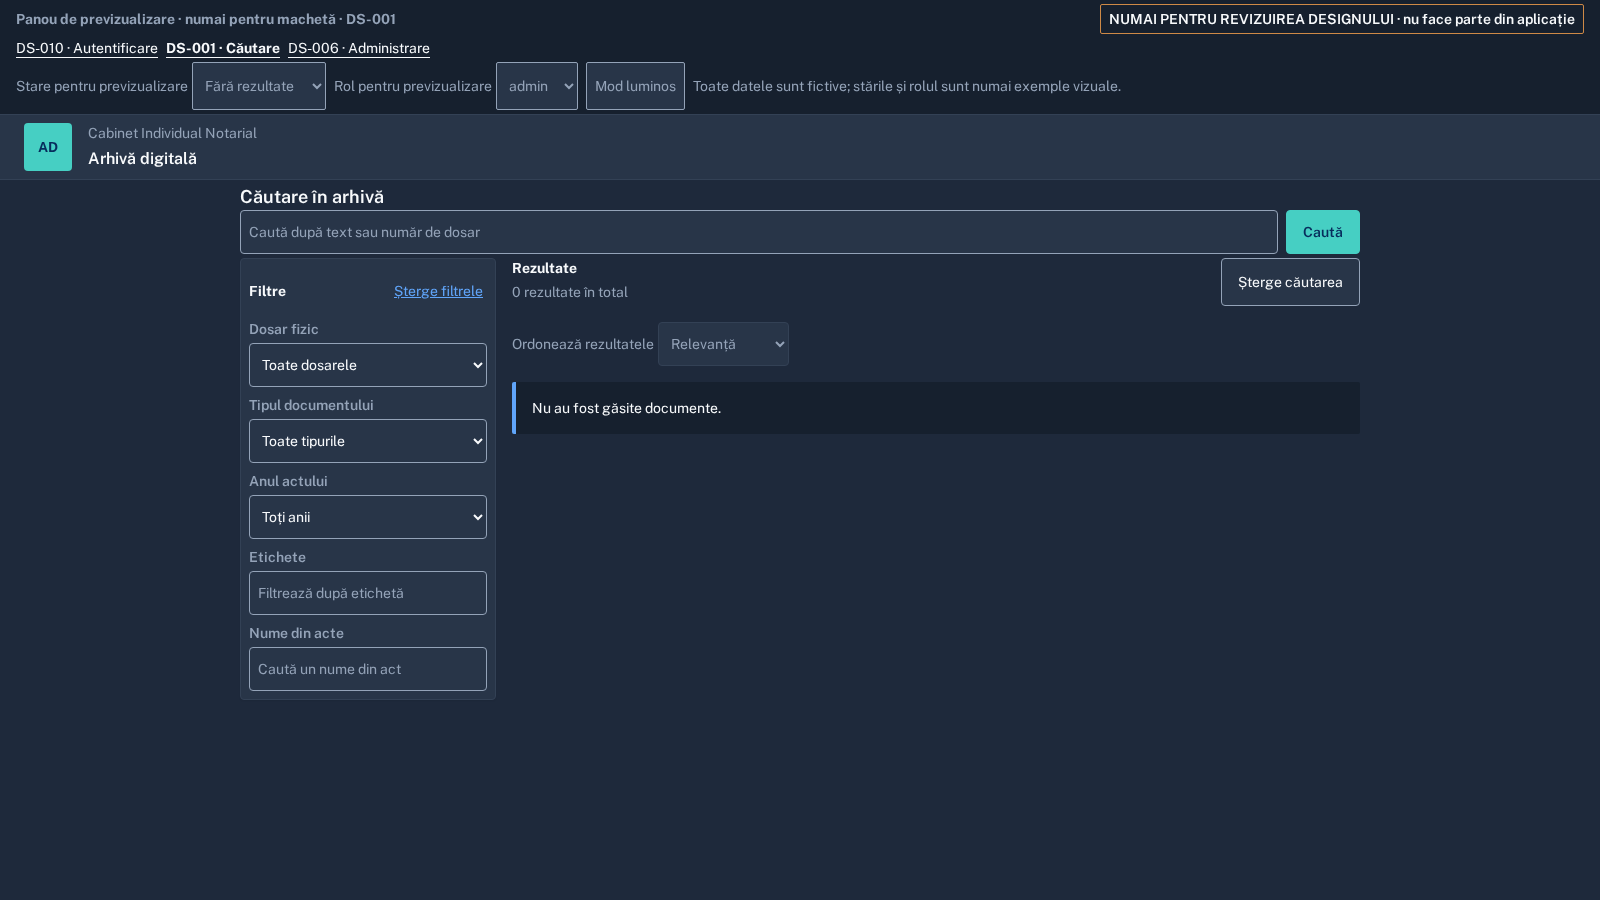 Panou de previzualizare · numai pentru machetă · DS-001
NUMAI PENTRU REVIZUIREA DESIGNULUI · nu face parte din aplicație
DS-010 · Autentificare DS-001 · Căutare DS-006 · Administrare
Stare pentru previzualizare Fără rezultate Rol pentru previzualizare admin Mod luminos Toate datele sunt fictive; stările și rolul sunt numai exemple vizuale.
AD
Cabinet Individual Notarial
Arhivă digitală
Căutare în arhivă
Caută după text sau număr de dosar
Caută
Filtre
Șterge filtrele
Dosar fizic
Toate dosarele
Tipul documentului
Toate tipurile
Anul actului
Toți anii
Etichete
Filtrează după etichetă
Nume din acte
Caută un nume din act
Rezultate
0 rezultate în total
Șterge căutarea
Ordonează rezultatele Relevanță
Nu au fost găsite documente.